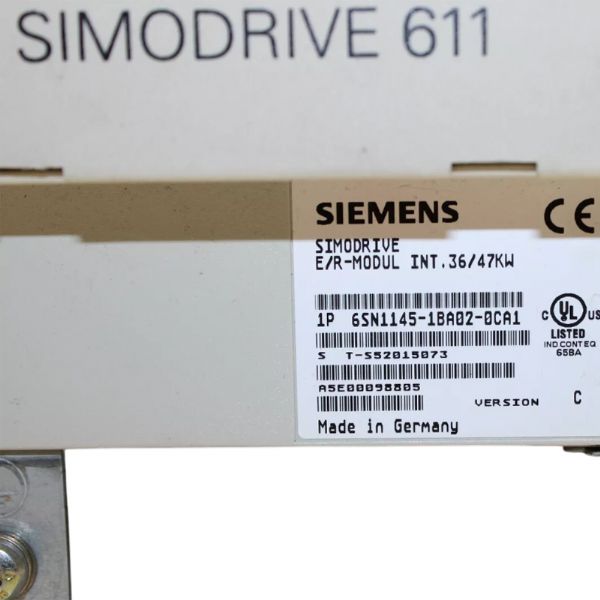 SIMODRIVE 611
SIEMENS
CE
SIMODRIVE
E/R-MODUL INT.36/47KW
1P 6SN1145-1BA02-0CA1
S T-S52015073
A5E00098805
VERSION C
Made in Germany
C UL US
LISTED
IND CONT EQ
65BA